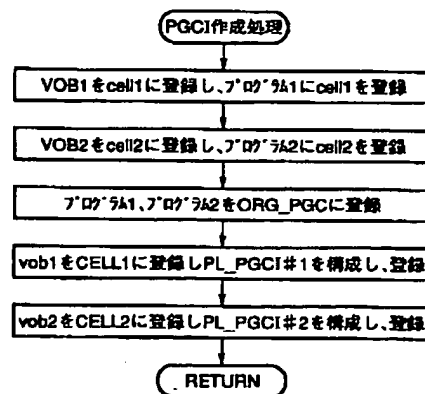 PGCI作成処理
VOB1をcell1に登録し、ﾌﾟﾛｸﾞﾗﾑ1にcell1を登録
VOB2をcell2に登録し、ﾌﾟﾛｸﾞﾗﾑ2にcell2を登録
ﾌﾟﾛｸﾞﾗﾑ1、ﾌﾟﾛｸﾞﾗﾑ2をORG_PGCに登録
vob1をCELL1に登録しPL_PGCI#1を構成し、登録
vob2をCELL2に登録しPL_PGCI#2を構成し、登録
RETURN